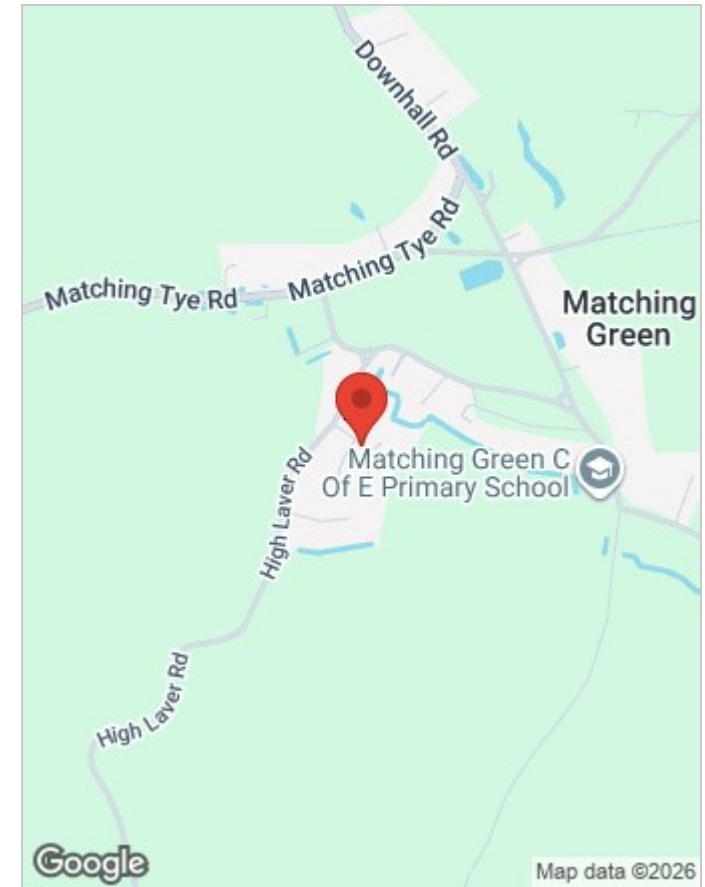 Downhall Rd
Matching Tye Rd
Matching Tye Rd
Matching
Green
Matching Green C
Of E Primary School
High Laver Rd
High Laver Rd
Google
Map data ©2026